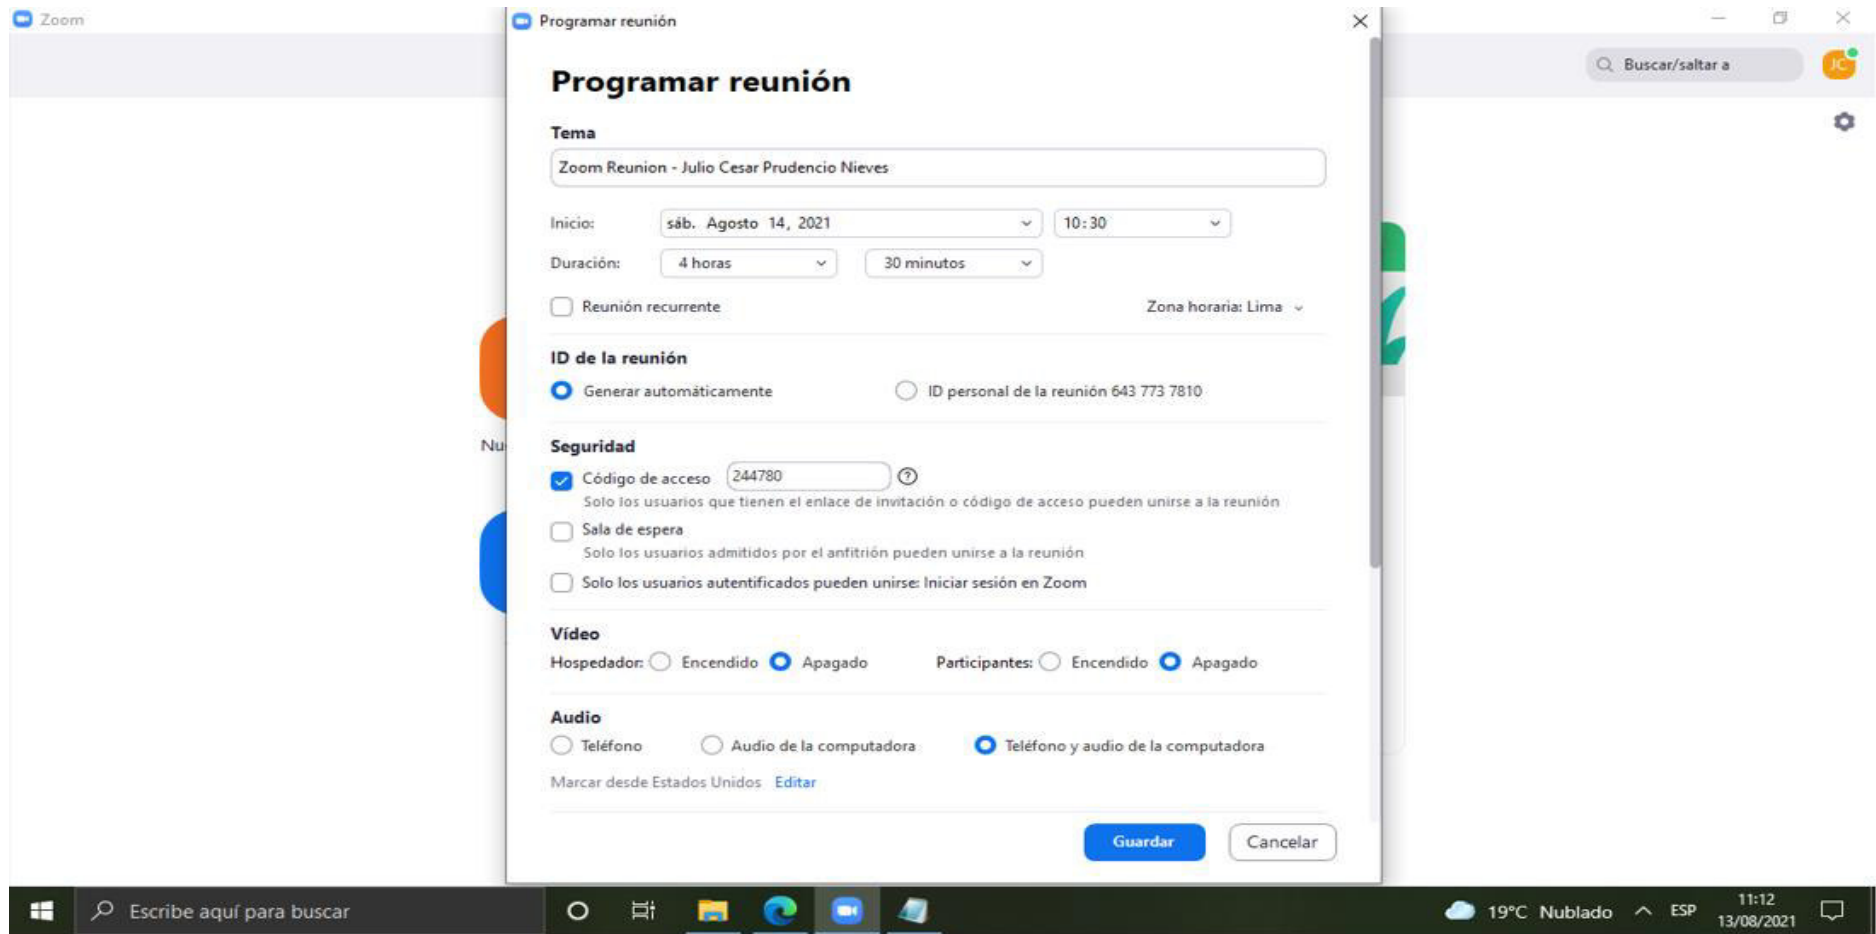 Zoom
Programar reunión
Buscar/saltar a
JC
Programar reunión
Tema
Zoom Reunion - Julio Cesar Prudencio Nieves
Inicio: sáb. Agosto 14, 2021 10:30
Duración: 4 horas 30 minutos
Reunión recurrente Zona horaria: Lima
ID de la reunión
Generar automáticamente ID personal de la reunión 643 773 7810
Nu
Seguridad
Código de acceso 244780
Solo los usuarios que tienen el enlace de invitación o código de acceso pueden unirse a la reunión
Sala de espera
Solo los usuarios admitidos por el anfitrión pueden unirse a la reunión
Solo los usuarios autentificados pueden unirse: Iniciar sesión en Zoom
Vídeo
Hospedador: Encendido Apagado Participantes: Encendido Apagado
Audio
Teléfono Audio de la computadora Teléfono y audio de la computadora
Marcar desde Estados Unidos Editar
Guardar Cancelar
Escribe aquí para buscar
19°C Nublado
ESP
11:12
13/08/2021